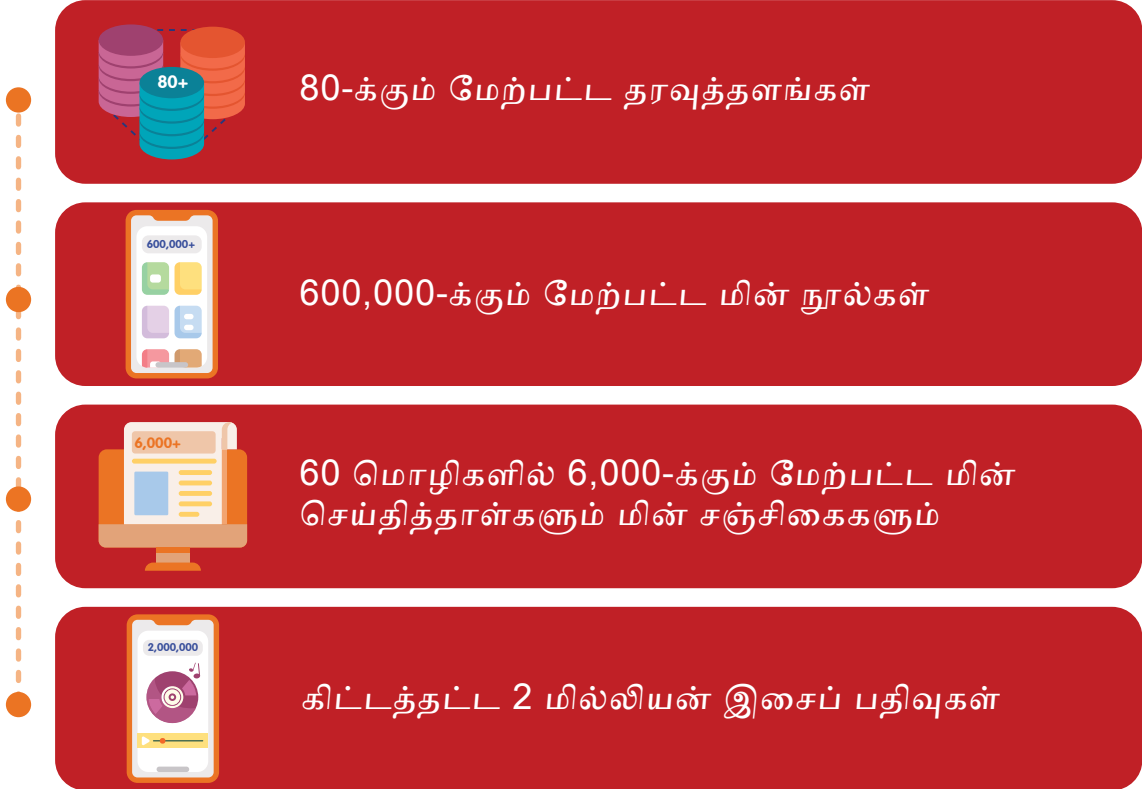 80+
80-க்கும் மேற்பட்ட தரவுத்தளங்கள்
600,000+
600,000-க்கும் மேற்பட்ட மின் நூல்கள்
6,000+
60 மொழிகளில் 6,000-க்கும் மேற்பட்ட மின்
செய்தித்தாள்களும் மின் சஞ்சிகைகளும்
2,000,000
கிட்டத்தட்ட 2 மில்லியன் இசைப் பதிவுகள்